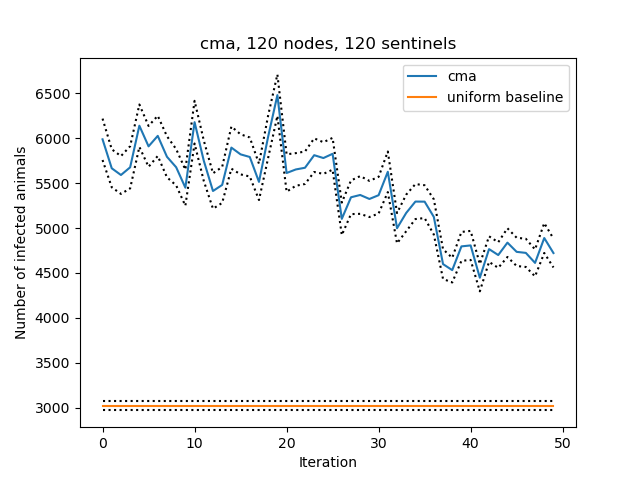 cma, 120 nodes, 120 sentinels
cma
uniform baseline
Number of infected animals
6500
6000
5500
5000
4500
4000
3500
3000
0 10 20 30 40 50
Iteration